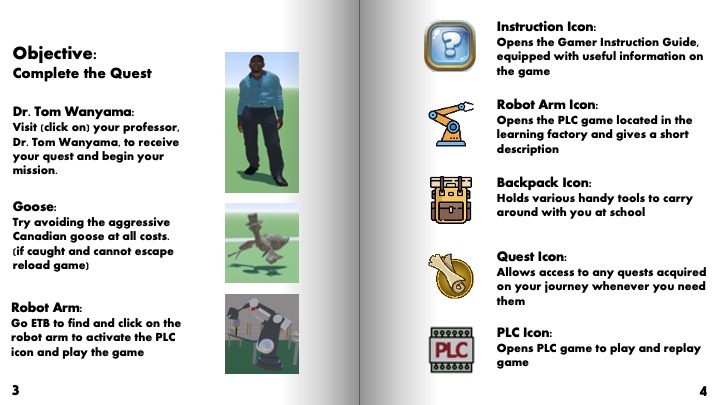 Objective:
Complete the Quest
Dr. Tom Wanyama:
Visit (click on) your professor,
Dr. Tom Wanyama, to receive
your quest and begin your
mission.
Goose:
Try avoiding the aggressive
Canadian goose at all costs.
(if caught and cannot escape
reload game)
Robot Arm:
Go ETB to find and click on the
robot arm to activate the PLC
icon and play the game
3
Instruction Icon:
Opens the Gamer Instruction Guide,
equipped with useful information on
the game
Robot Arm Icon:
Opens the PLC game located in the
learning factory and gives a short
description
Backpack Icon:
Holds various handy tools to carry
around with you at school
Quest Icon:
Allows access to any quests acquired
on your journey whenever you need
them
PLC
PLC Icon:
Opens PLC game to play and replay
game
4